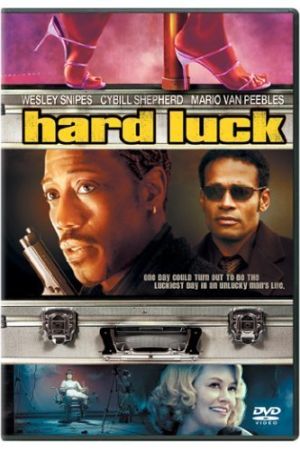 WESLEY SNIPES CYBILL SHEPHERD MARIO VAN PEEBLES
hard luck
ONE DAY COULD TURN OUT TO BE THE
LUCKIEST DAY IN AN UNLUCKY MAN'S LIFE.
DVD
VIDEO